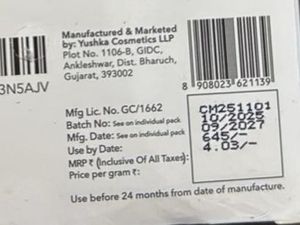 Manufactured & Marketed
by: Yushka Cosmetics LLP
Plot No. 1106-B, GIDC,
Ankleshwar, Dist. Bharuch,
Gujarat, 393002
3N5AJV
8 908023 621139
Mfg Lic. No. GC/1662
Batch No: See on individual pack CM251101
Mfg. Date: See on individual pack 10/2025
Use by Date: 09/2027
MRP ₹ (Inclusive Of All Taxes): 645/-
Price per gram ₹: 4.03/-
Use before 24 months from date of manufacture.